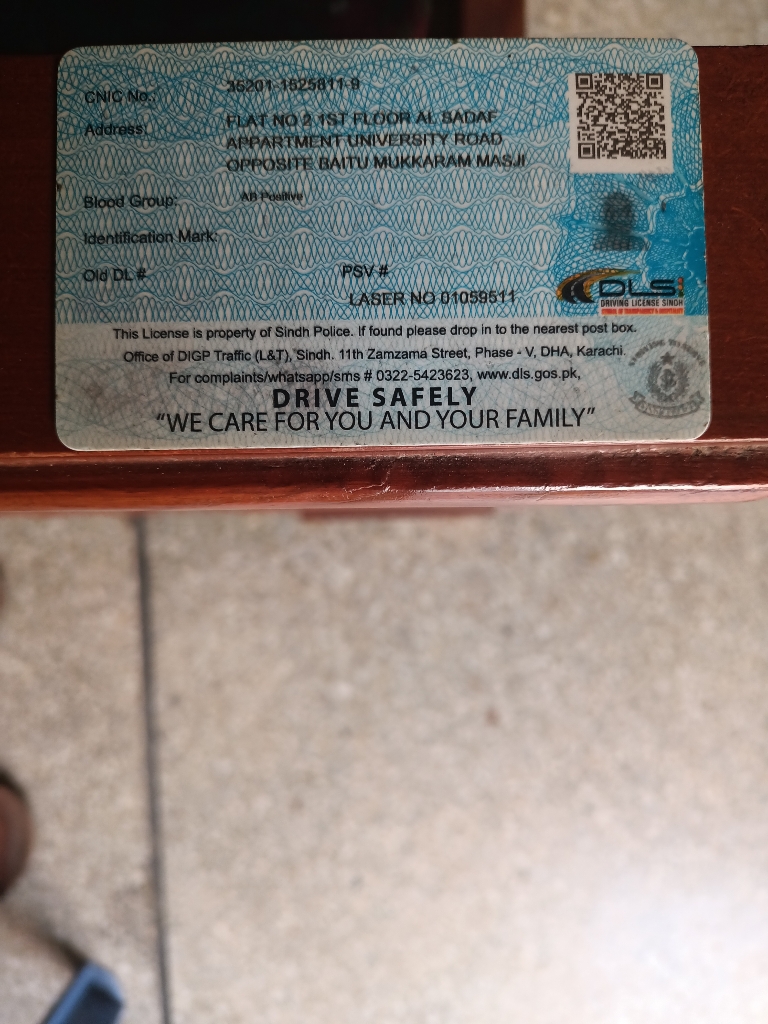 CNIC No.: 35201-1525811-9
Address: FLAT NO 2 1ST FLOOR AL SADAF
APPARTMENT UNIVERSITY ROAD
OPPOSITE BAITU MUKKARAM MASJI
Blood Group: AB Positive
Identification Mark:
Old DL # PSV #
LASER NO 01059511
DLS
DRIVING LICENSE SINDH
This License is property of Sindh Police. If found please drop in to the nearest post box.
Office of DIGP Traffic (L&T), Sindh. 11th Zamzama Street, Phase - V, DHA, Karachi.
For complaints/whatsapp/sms # 0322-5423623, www.dls.gos.pk,
DRIVE SAFELY
“WE CARE FOR YOU AND YOUR FAMILY”